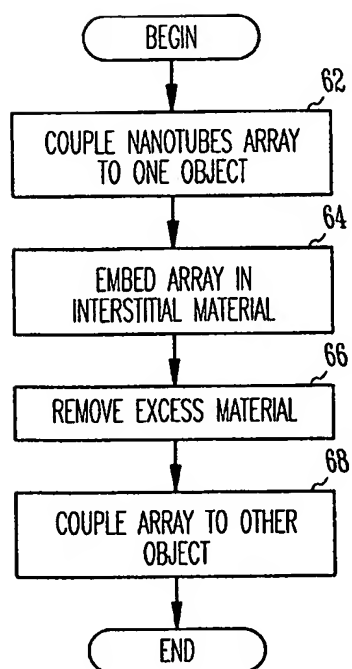 BEGIN
62
COUPLE NANOTUBES ARRAY
TO ONE OBJECT
64
EMBED ARRAY IN
INTERSTITIAL MATERIAL
66
REMOVE EXCESS MATERIAL
68
COUPLE ARRAY TO OTHER
OBJECT
END